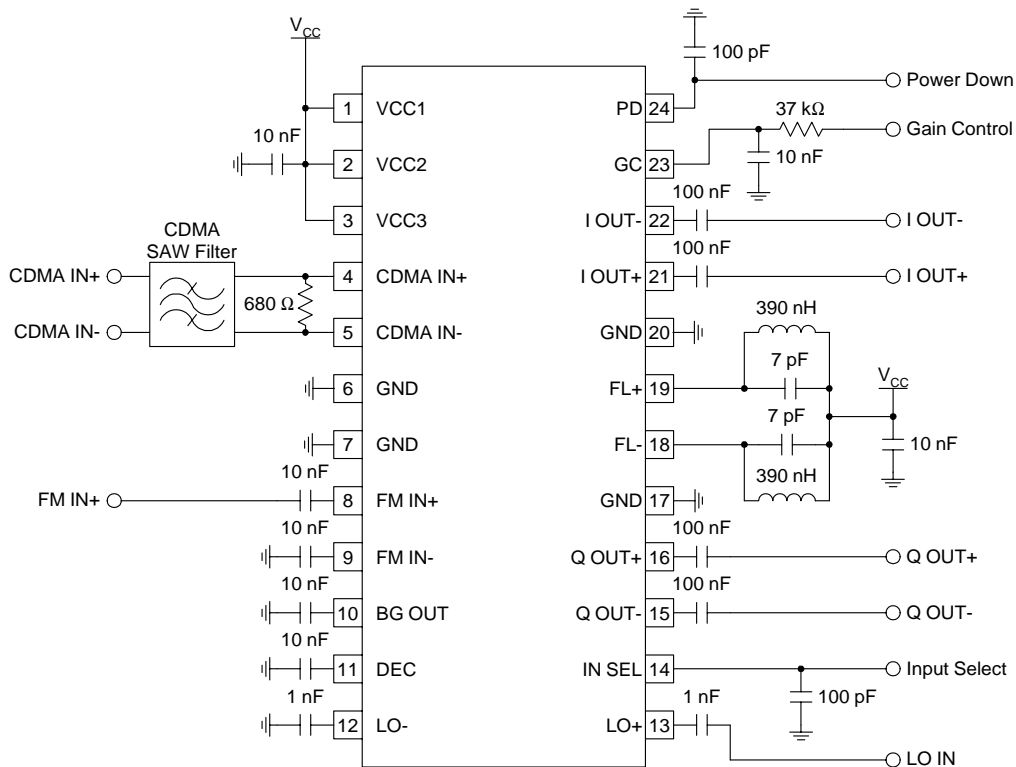 V_CC
100 pF
Power Down
1 VCC1
PD 24
37 kΩ
Gain Control
10 nF
2 VCC2
GC 23
10 nF
100 nF
3 VCC3
I OUT- 22
I OUT-
CDMA
SAW Filter
100 nF
CDMA IN+
4 CDMA IN+
I OUT+ 21
I OUT+
680 Ω
390 nH
CDMA IN-
5 CDMA IN-
GND 20
7 pF
V_CC
6 GND
FL+ 19
7 pF
7 GND
FL- 18
10 nF
10 nF
390 nH
FM IN+
8 FM IN+
GND 17
10 nF
100 nF
9 FM IN-
Q OUT+ 16
Q OUT+
10 nF
100 nF
10 BG OUT
Q OUT- 15
Q OUT-
10 nF
11 DEC
IN SEL 14
Input Select
1 nF
1 nF
100 pF
12 LO-
LO+ 13
LO IN